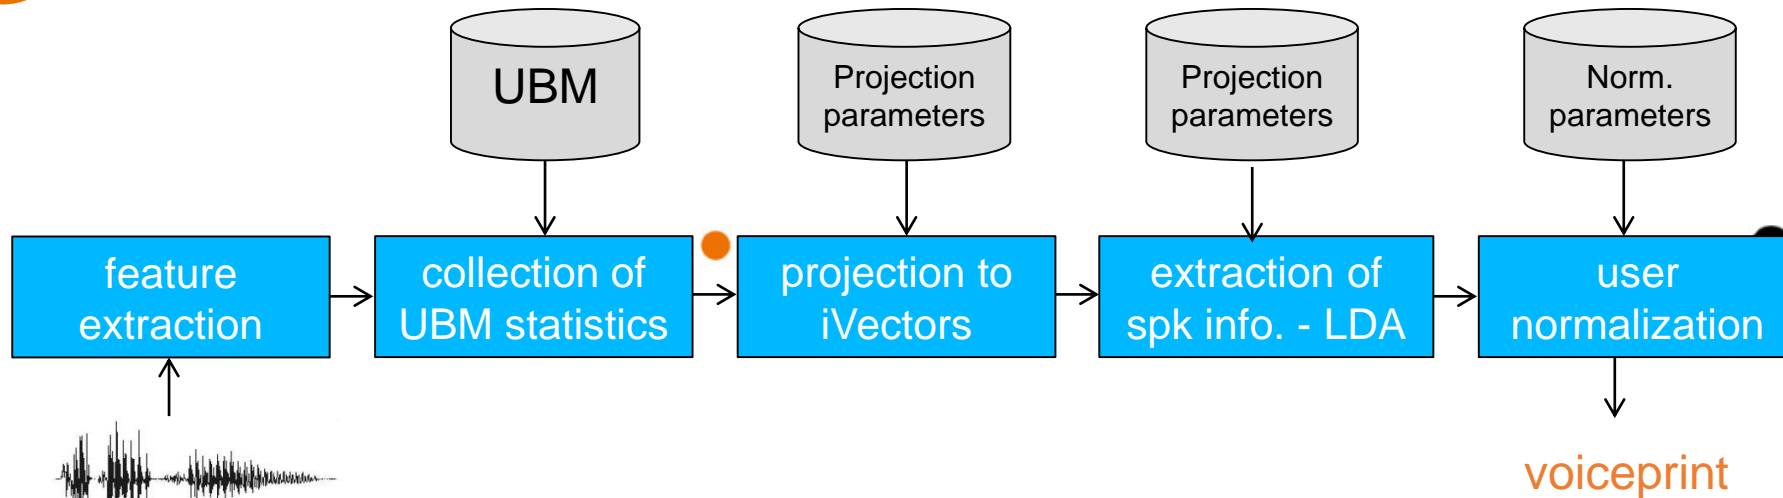 UBM
Projection
parameters
Projection
parameters
Norm.
parameters
feature
extraction
collection of
UBM statistics
projection to
iVectors
extraction of
spk info. - LDA
user
normalization
voiceprint